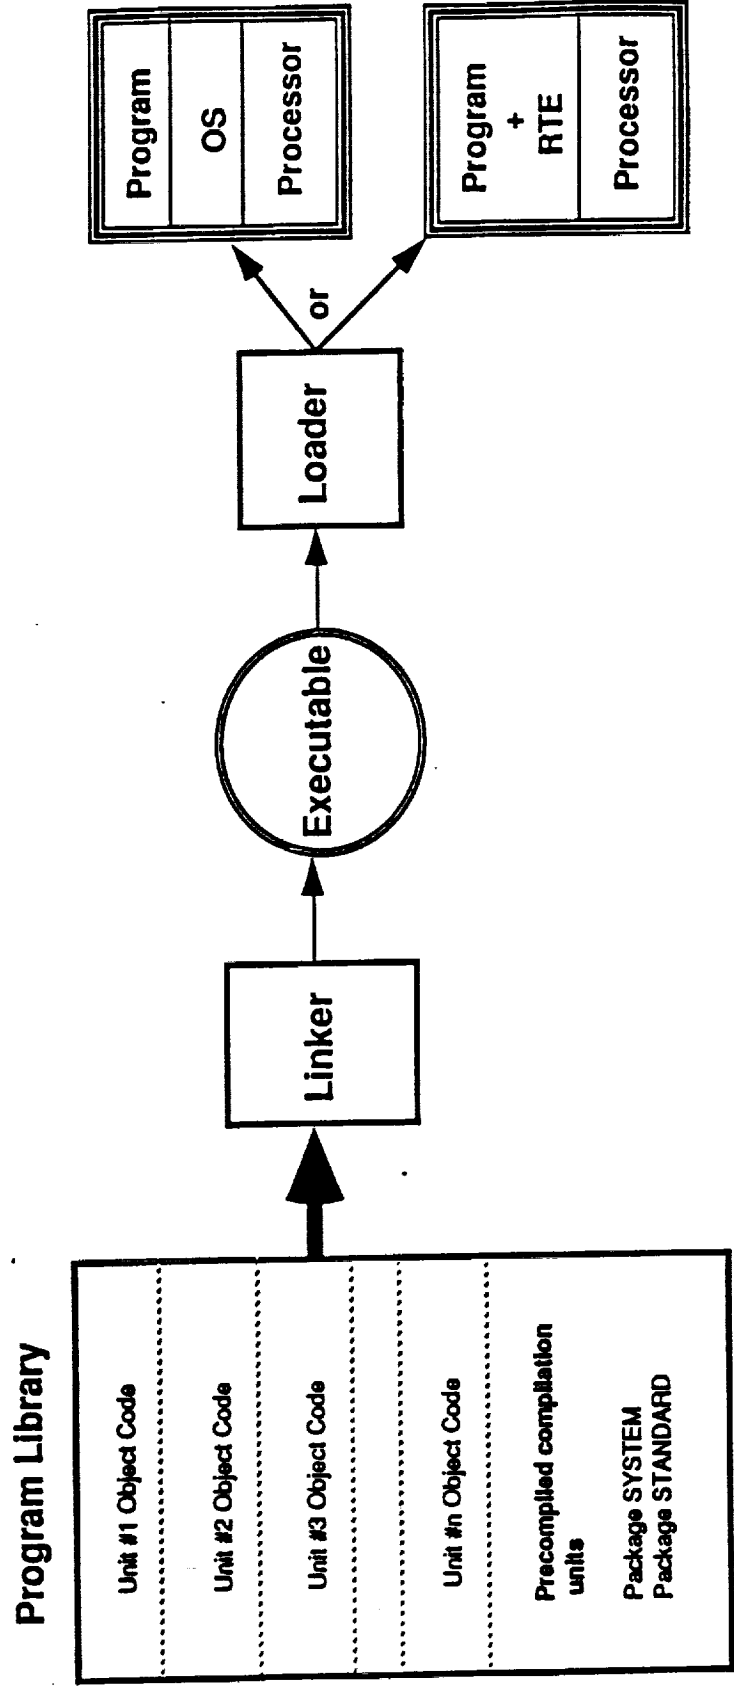 Program Library
Unit #1 Object Code
Unit #2 Object Code
Unit #3 Object Code
Unit #n Object Code
Precompiled compilation
units
Package SYSTEM
Package STANDARD
Linker
Executable
Loader
or
Program
OS
Processor
Program
+
RTE
Processor